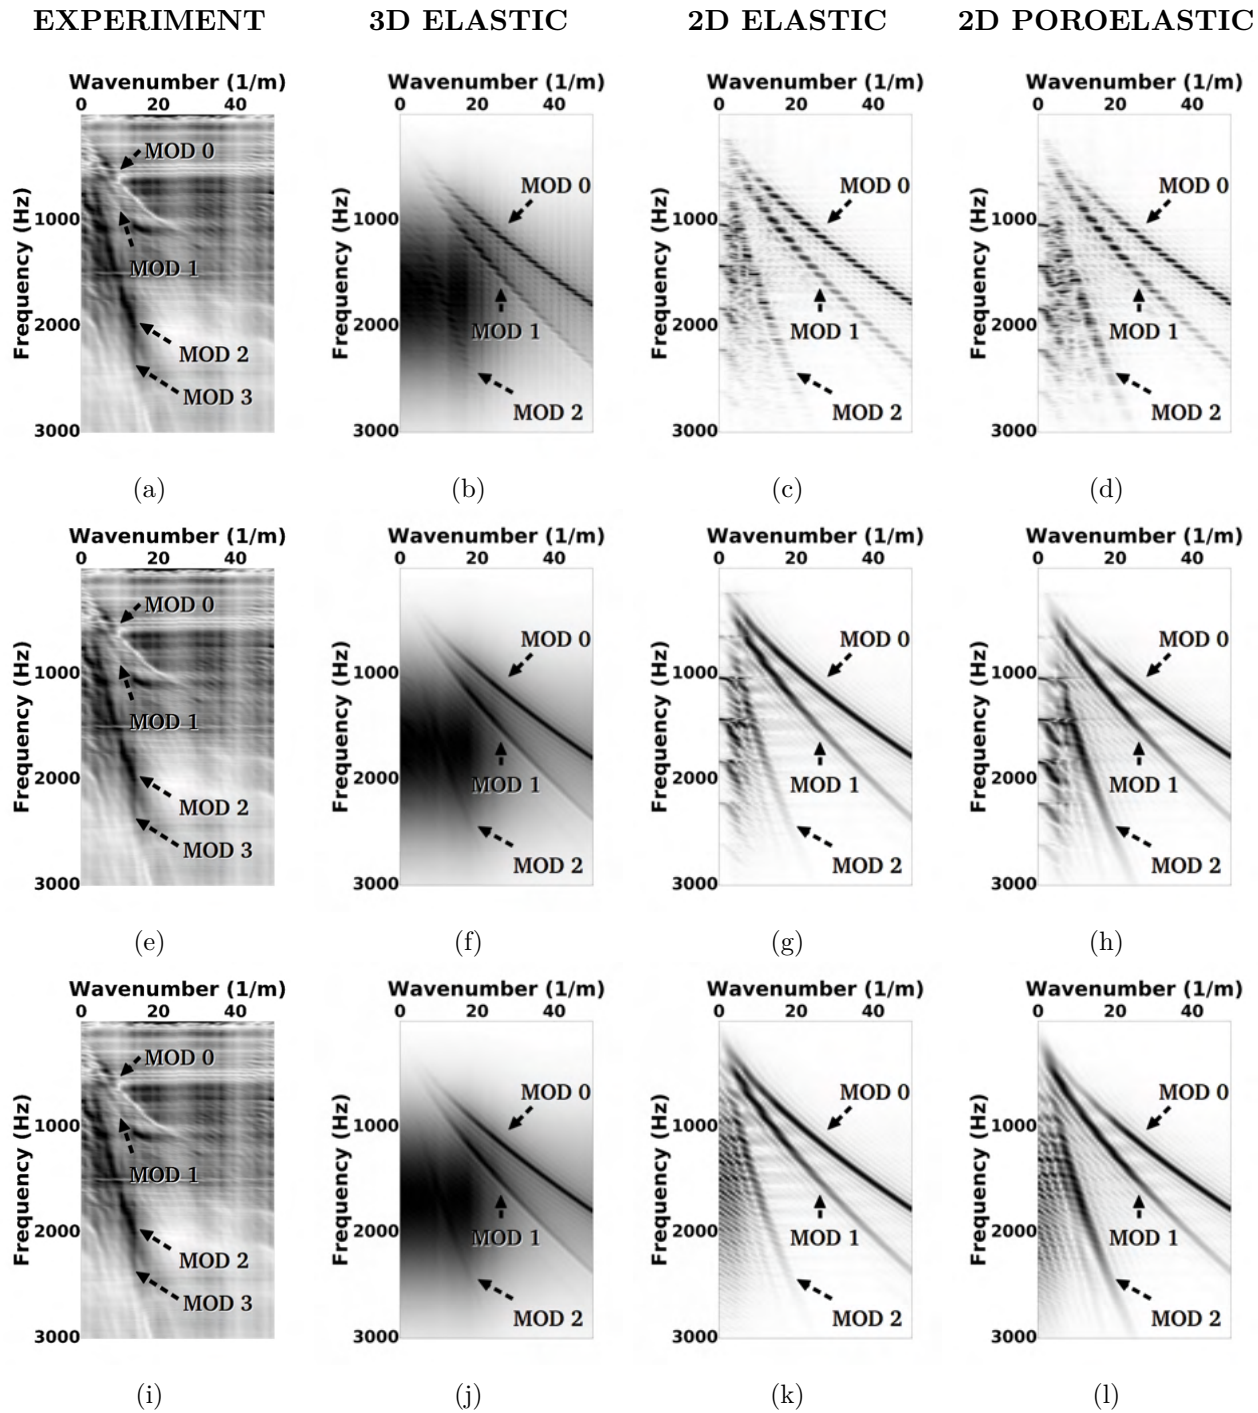 EXPERIMENT 3D ELASTIC 2D ELASTIC 2D POROELASTIC
Wavenumber (1/m) Wavenumber (1/m) Wavenumber (1/m) Wavenumber (1/m)
0 20 40 0 20 40 0 20 40 0 20 40
Frequency (Hz) Frequency (Hz) Frequency (Hz) Frequency (Hz)
MOD 0
MOD 0 MOD 0 MOD 0
1000 1000 1000 1000
MOD 1
2000 2000 2000 2000
MOD 1 MOD 1 MOD 1
MOD 2
MOD 3
MOD 2 MOD 2 MOD 2
3000 3000 3000 3000
(a) (b) (c) (d)
Wavenumber (1/m) Wavenumber (1/m) Wavenumber (1/m) Wavenumber (1/m)
0 20 40 0 20 40 0 20 40 0 20 40
Frequency (Hz) Frequency (Hz) Frequency (Hz) Frequency (Hz)
MOD 0
MOD 0 MOD 0 MOD 0
1000 1000 1000 1000
MOD 1
2000 2000 2000 2000
MOD 1 MOD 1 MOD 1
MOD 2
MOD 3
MOD 2 MOD 2 MOD 2
3000 3000 3000 3000
(e) (f) (g) (h)
Wavenumber (1/m) Wavenumber (1/m) Wavenumber (1/m) Wavenumber (1/m)
0 20 40 0 20 40 0 20 40 0 20 40
Frequency (Hz) Frequency (Hz) Frequency (Hz) Frequency (Hz)
MOD 0
MOD 0 MOD 0 MOD 0
1000 1000 1000 1000
MOD 1
2000 2000 2000 2000
MOD 1 MOD 1 MOD 1
MOD 2
MOD 3
MOD 2 MOD 2 MOD 2
3000 3000 3000 3000
(i) (j) (k) (l)